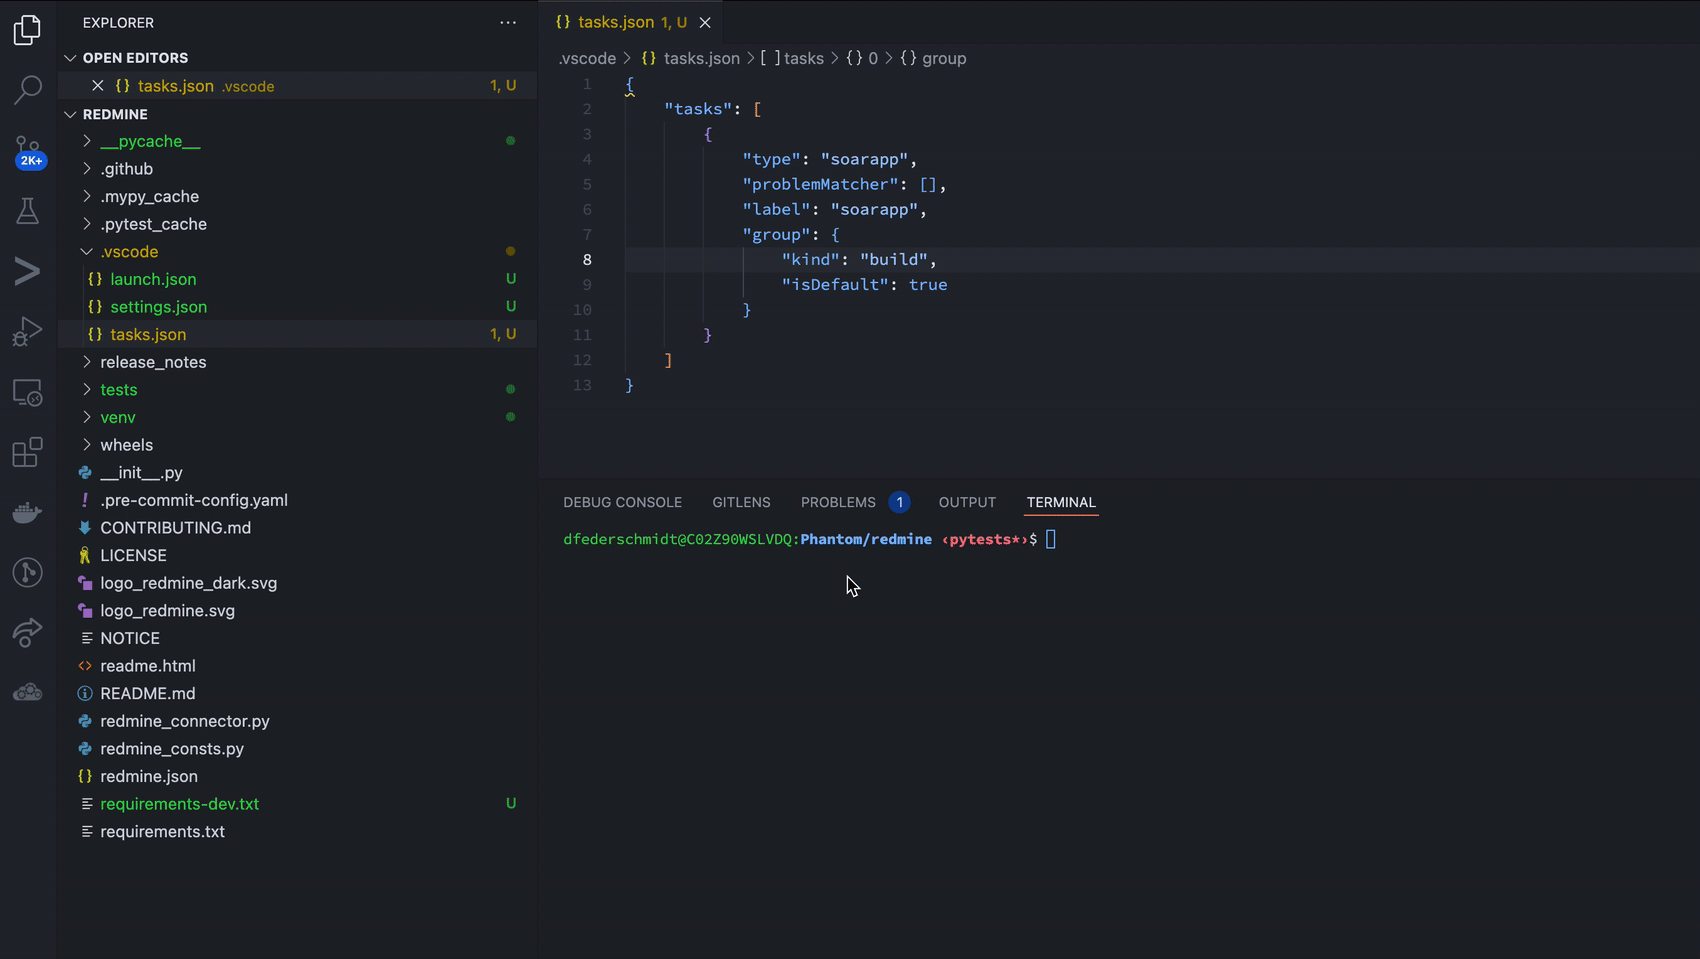 EXPLORER
OPEN EDITORS
tasks.json .vscode 1, U
REDMINE
__pycache__
.github
.mypy_cache
.pytest_cache
.vscode
launch.json U
settings.json U
tasks.json 1, U
release_notes
tests
venv
wheels
__init__.py
.pre-commit-config.yaml
CONTRIBUTING.md
LICENSE
logo_redmine_dark.svg
logo_redmine.svg
NOTICE
readme.html
README.md
redmine_connector.py
redmine_consts.py
redmine.json
requirements-dev.txt U
requirements.txt
2K+
{} tasks.json 1, U
.vscode > {} tasks.json > [ ] tasks > {} 0 > {} group
1 {
2 "tasks": [
3 {
4 "type": "soarapp",
5 "problemMatcher": [],
6 "label": "soarapp",
7 "group": {
8 "kind": "build",
9 "isDefault": true
10 }
11 }
12 ]
13 }
DEBUG CONSOLE GITLENS PROBLEMS 1 OUTPUT TERMINAL
dfederschmidt@C02Z90WSLVDQ:Phantom/redmine ‹pytests*›$